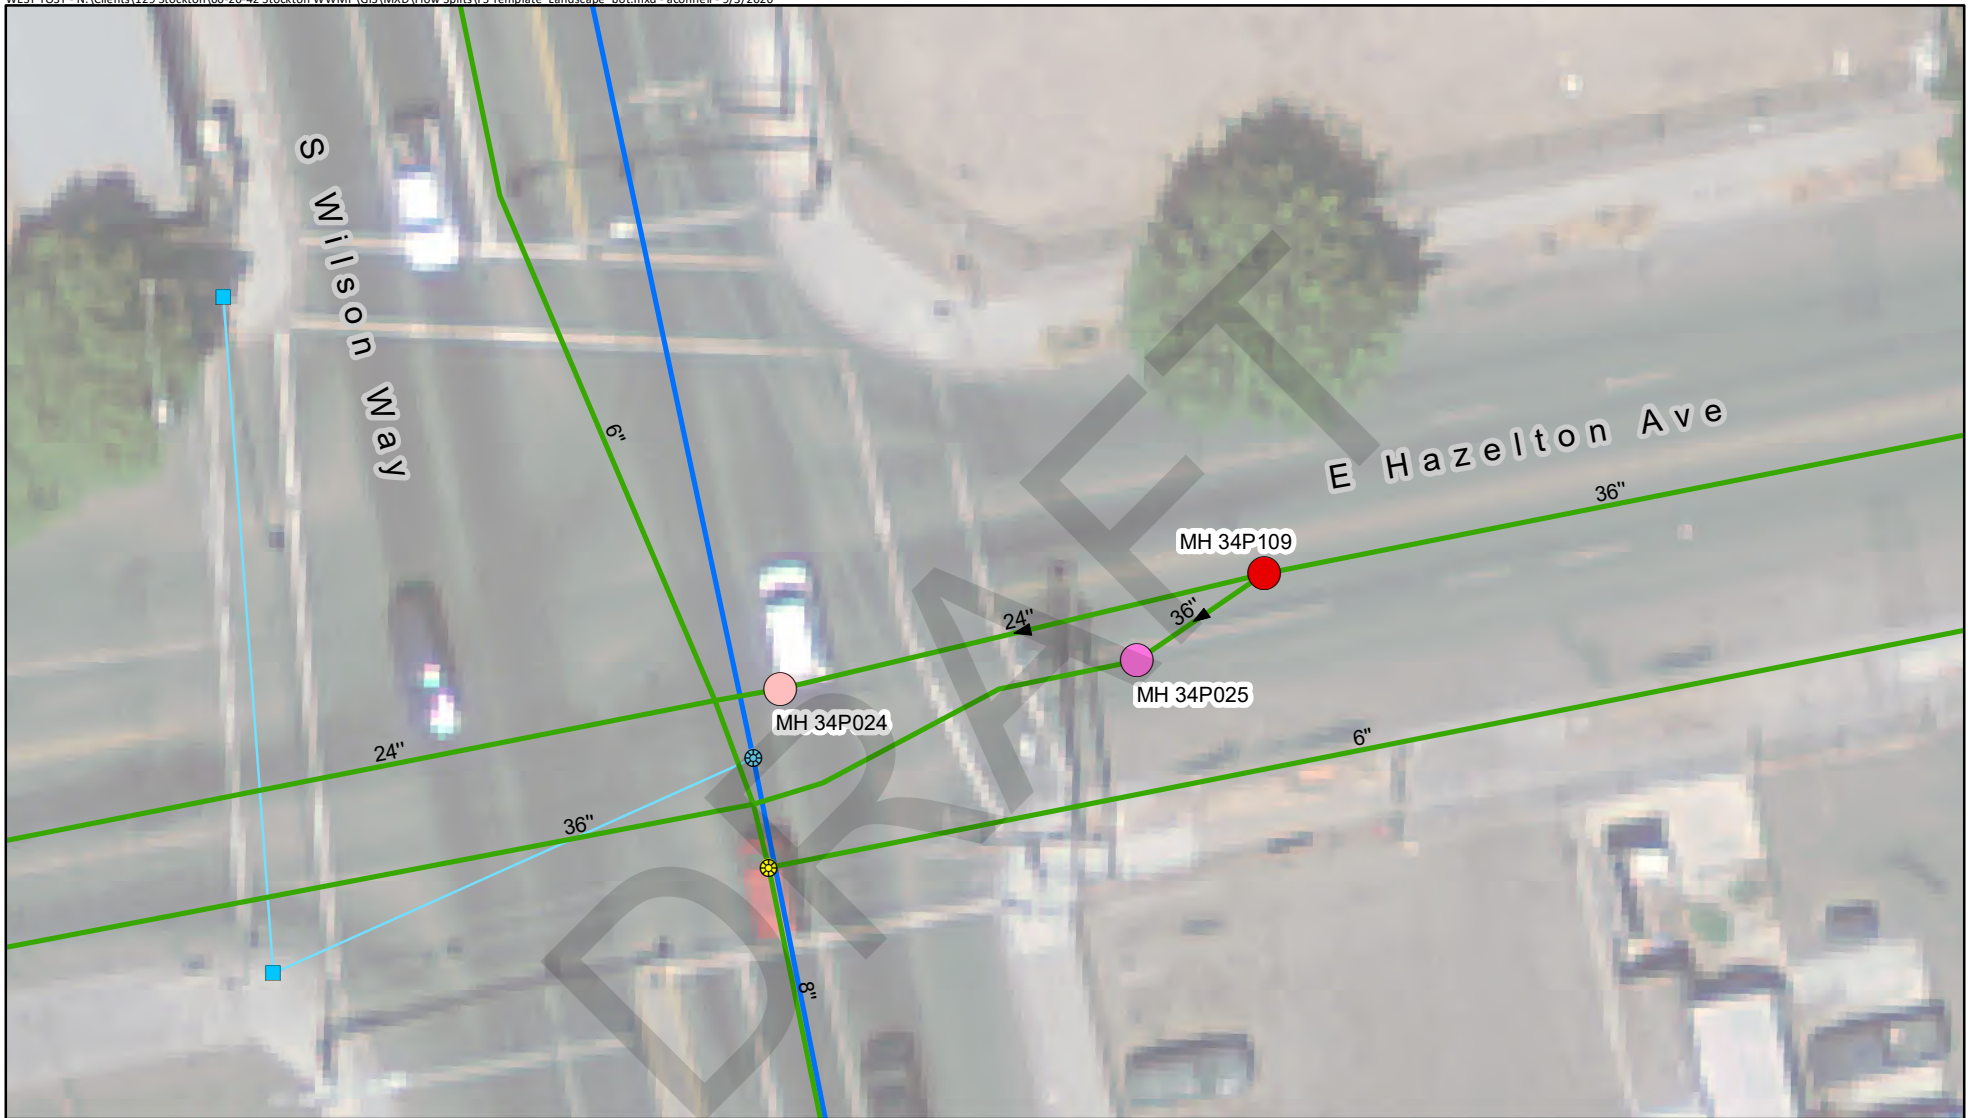 S Wilson Way
6"
E Hazelton Ave
36"
MH 34P109
36"
24"
MH 34P025
MH 34P024
6"
24"
36"
8"
DRAFT